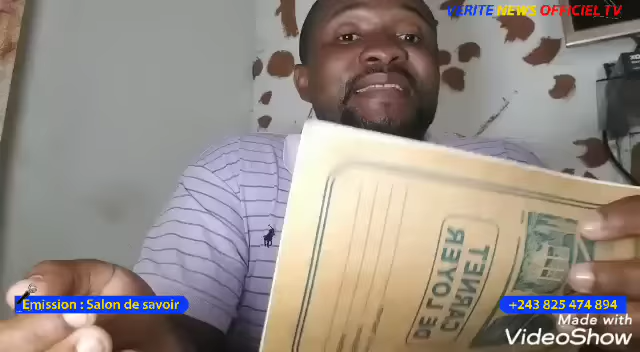 VERITE NEWS OFFICIEL TV
CARNET
DE LOYER
Emission : Salon de savoir
+243 825 474 894
Made with
VideoShow